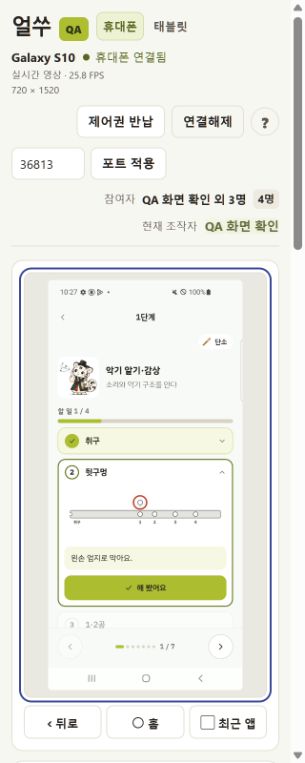 얼쑤 QA 휴대폰 태블릿
Galaxy S10 ● 휴대폰 연결됨
실시간 영상 · 25.8 FPS
720 × 1520
제어권 반납 연결해제 ?
36813 포트 적용
참여자 QA 화면 확인 외 3명 4명
현재 조작자 QA 화면 확인
10:27 100%
1단계
단소
악기 알기·감상
소리와 악기 구조를 안다
할 일 1 / 4
취구
2 뒷구멍
취구 1 2 3 4
왼손 엄지로 막아요.
✓ 해 봤어요
3 1·2공
1 / 7
‹ 뒤로 홈 최근 앱